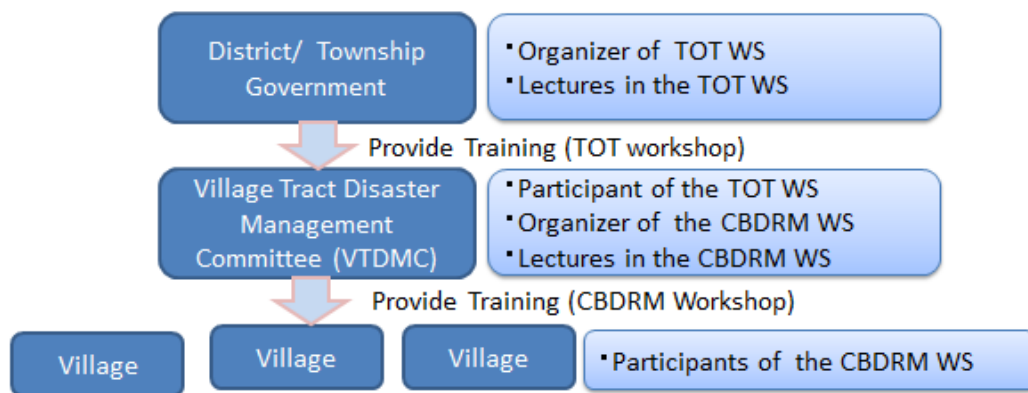 District/ Township
Government
▪ Organizer of TOT WS
▪ Lectures in the TOT WS
Provide Training (TOT workshop)
Village Tract Disaster
Management
Committee (VTDMC)
▪ Participant of the TOT WS
▪ Organizer of the CBDRM WS
▪ Lectures in the CBDRM WS
Provide Training (CBDRM Workshop)
Village
Village
Village
▪ Participants of the CBDRM WS